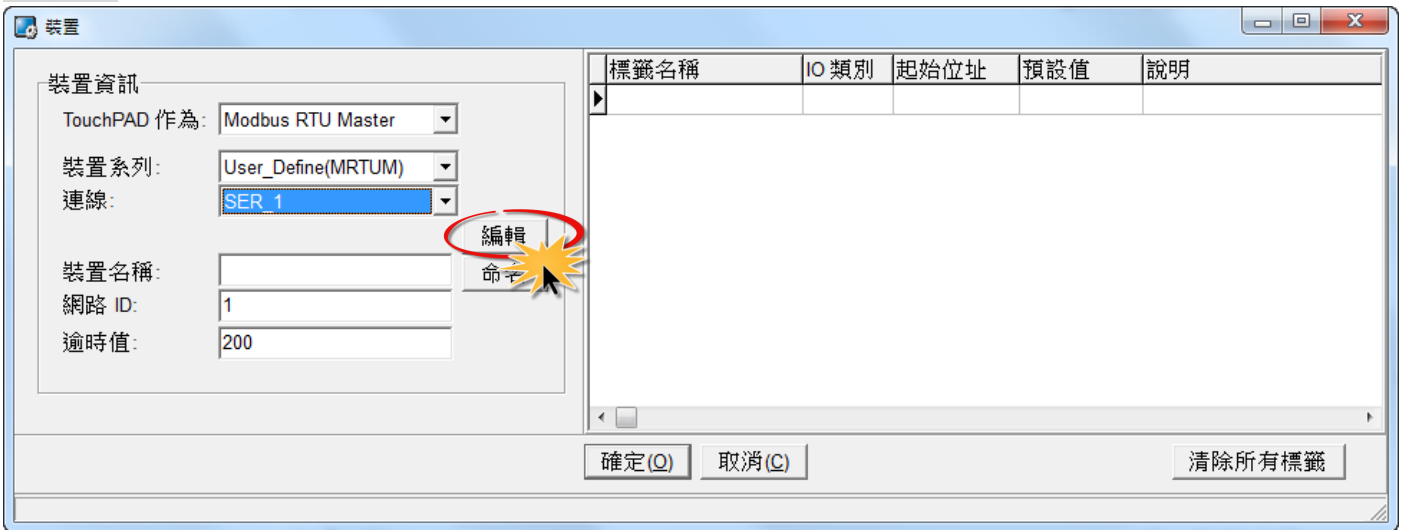 裝置
裝置資訊
TouchPAD 作為: Modbus RTU Master
裝置系列: User_Define(MRTUM)
連線: SER_1
編輯
裝置名稱:
命名
網路 ID: 1
逾時值: 200
標籤名稱 IO 類別 起始位址 預設值 說明
確定(O) 取消(C) 清除所有標籤